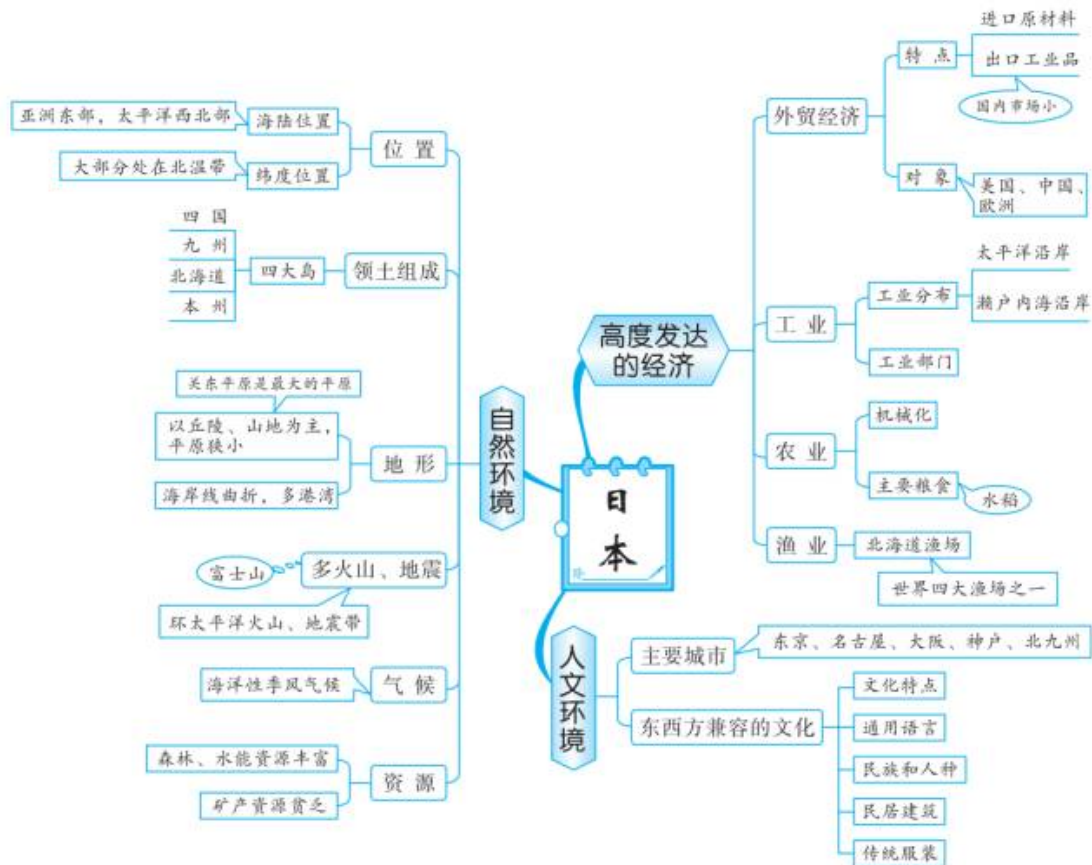 日
本
自然环境
位置
海陆位置
亚洲东部，太平洋西北部
纬度位置
大部分处在北温带
领土组成
四大岛
四国
九州
北海道
本州
地形
关东平原是最大的平原
以丘陵、山地为主，
平原狭小
海岸线曲折，多港湾
多火山、地震
富士山
环太平洋火山、地震带
气候
海洋性季风气候
资源
森林、水能资源丰富
矿产资源贫乏
高度发达
的经济
外贸经济
特点
进口原材料
出口工业品
国内市场小
对象
美国、中国、
欧洲
工业
工业分布
太平洋沿岸
濑户内海沿岸
工业部门
农业
机械化
主要粮食
水稻
渔业
北海道渔场
世界四大渔场之一
人文环境
主要城市
东京、名古屋、大阪、神户、北九州
东西方兼容的文化
文化特点
通用语言
民族和人种
民居建筑
传统服装